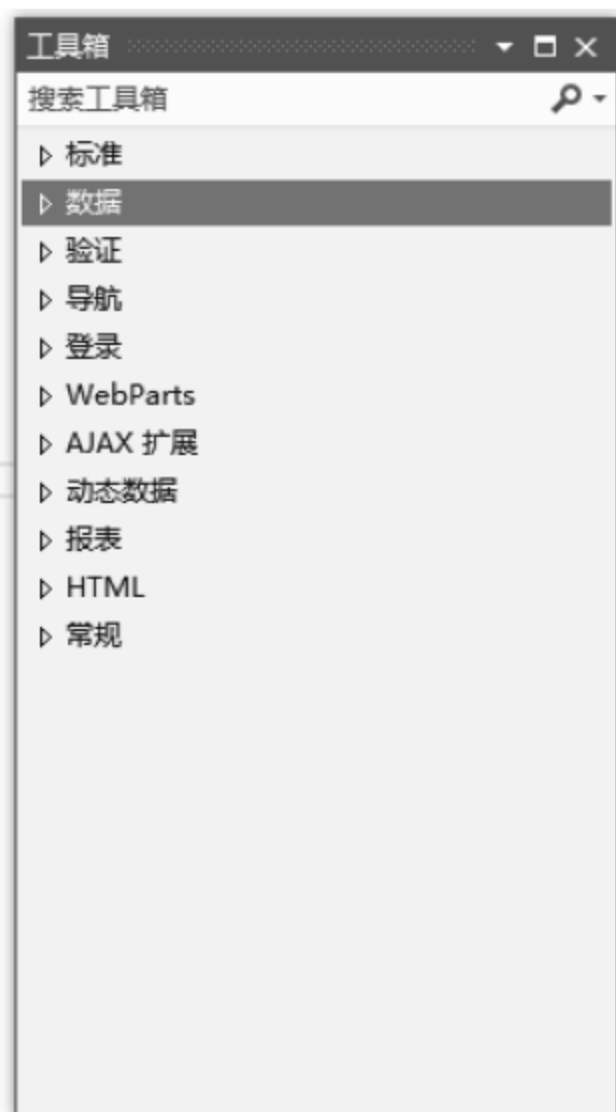 工具箱
搜索工具箱
标准
数据
验证
导航
登录
WebParts
AJAX 扩展
动态数据
报表
HTML
常规